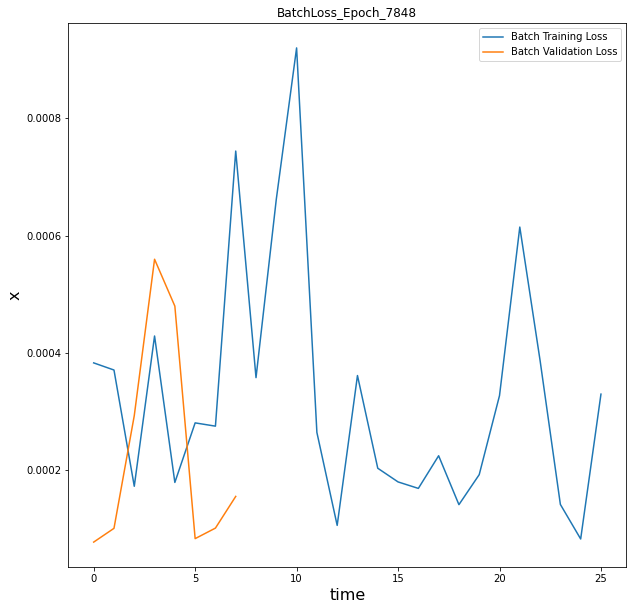 BatchLoss_Epoch_7848
Batch Training Loss
Batch Validation Loss
0.0008
0.0006
x
0.0004
0.0002
0 5 10 15 20 25
time